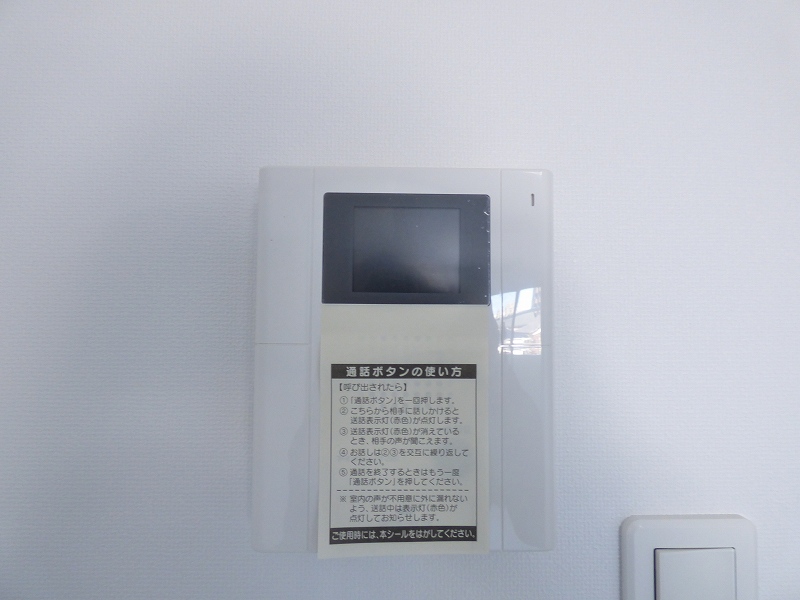 通話ボタンの使い方
【呼び出されたら】
①「通話ボタン」を一回押します。
②こちらから相手に話しかけると
送話表示灯(赤色)が点灯します。
③送話表示灯(赤色)が消えている
とき、相手の声が聞こえます。
④お話しは②③を交互に繰り返して
ください。
⑤通話を終了するときはもう一度
「通話ボタン」を押してください。
※室内の声が不用意に外に漏れない
よう、送話中は表示灯(赤色)が
点灯してお知らせします。
ご使用時には、本シールをはがしてください。